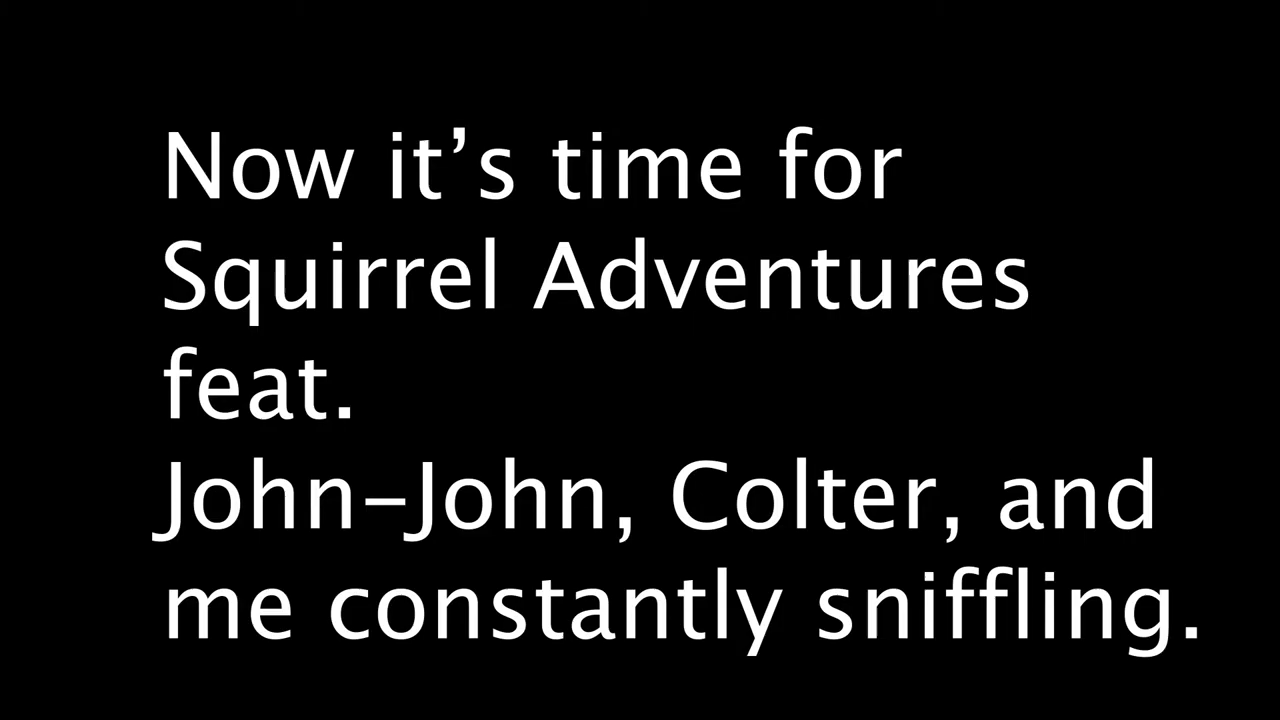 Now it’s time for
Squirrel Adventures
feat.
John-John, Colter, and
me constantly sniffling.